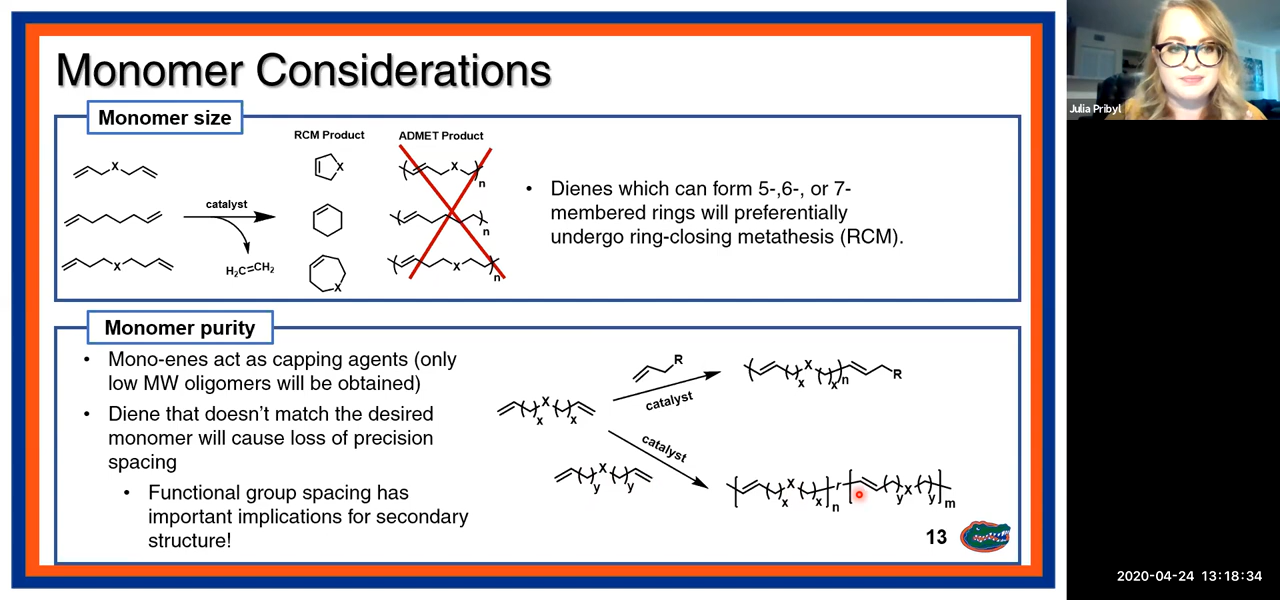 Monomer Considerations
Monomer size
RCM Product
ADMET Product
X
X
n
catalyst
n
H₂C=CH₂
X
X
X
n
• Dienes which can form 5-,6-, or 7-
membered rings will preferentially
undergo ring-closing metathesis (RCM).
Monomer purity
• Mono-enes act as capping agents (only
low MW oligomers will be obtained)
• Diene that doesn’t match the desired
monomer will cause loss of precision
spacing
• Functional group spacing has
important implications for secondary
structure!
R
catalyst
X
x
x
n
R
X
x
x
catalyst
X
y
y
X
x
x
n
r
X
y
y
m
13
Julia Pribyl
2020-04-24 13:18:34